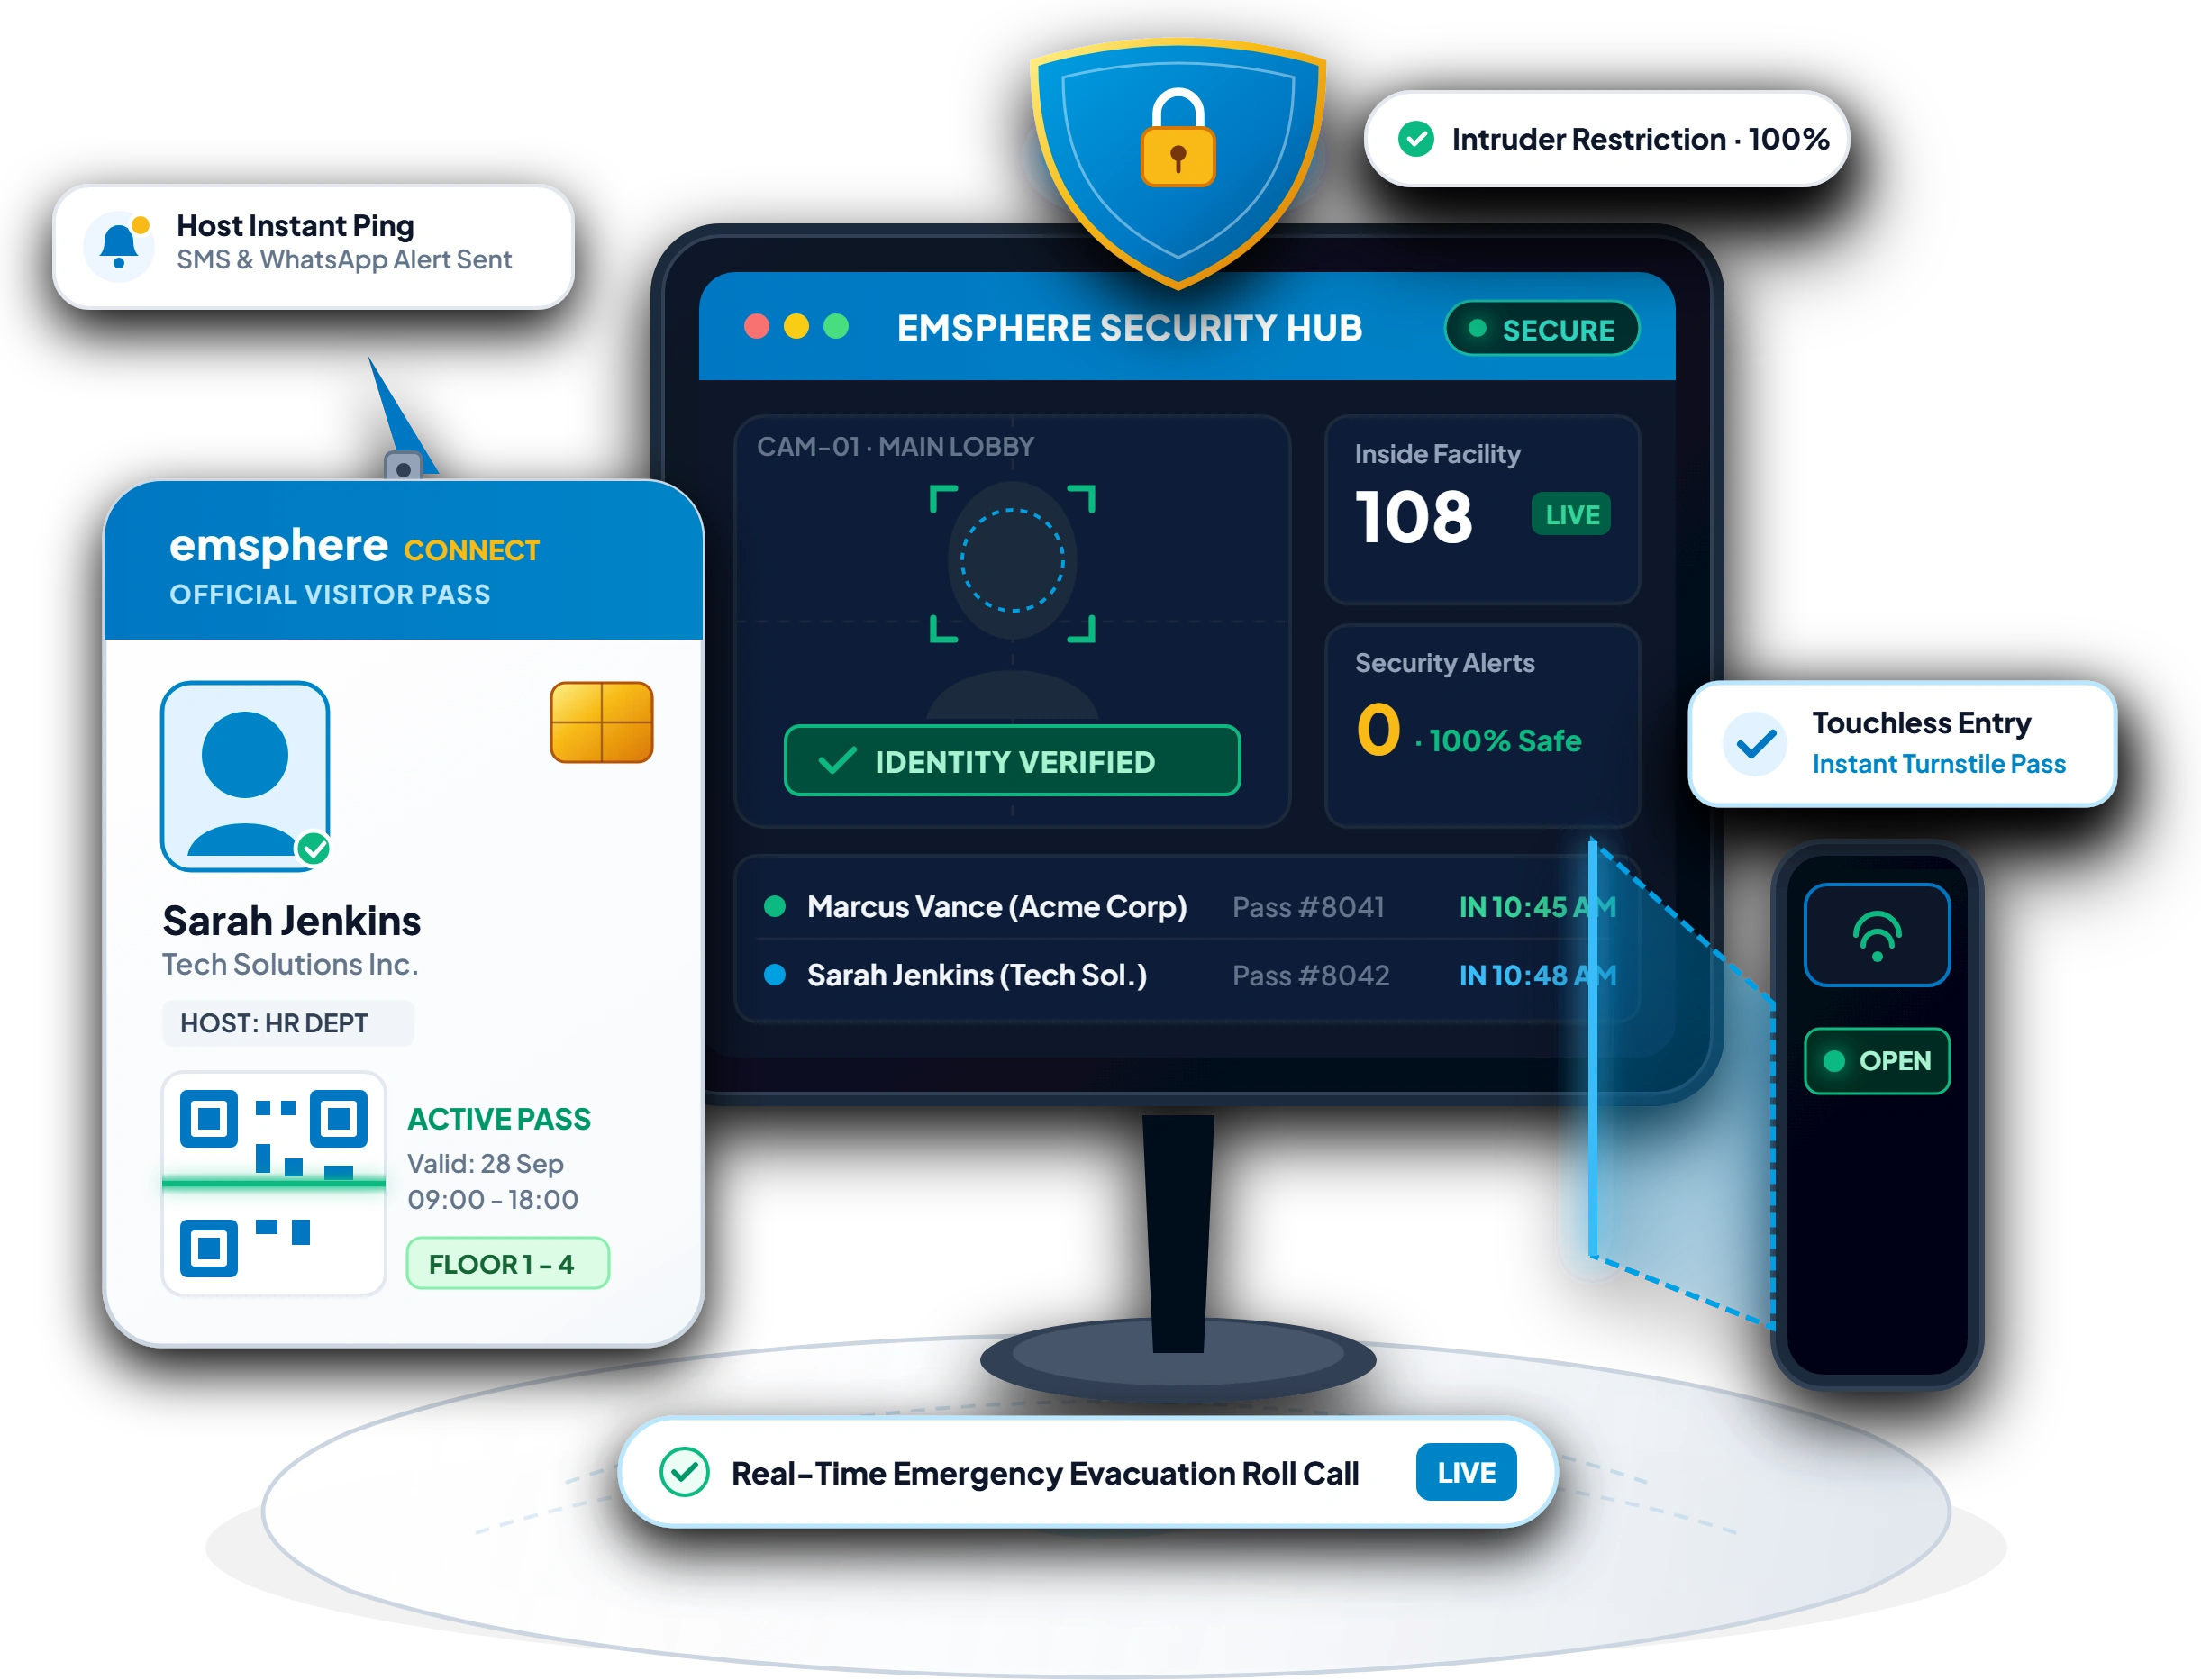 Intruder Restriction · 100%
Host Instant Ping
SMS & WhatsApp Alert Sent
EMSPHERE SECURITY HUB
SECURE
CAM-01 · MAIN LOBBY
IDENTITY VERIFIED
Inside Facility
108
LIVE
Security Alerts
0 · 100% Safe
Marcus Vance (Acme Corp) Pass #8041 IN 10:45 AM
Sarah Jenkins (Tech Sol.) Pass #8042 IN 10:48 AM
emsphere CONNECT
OFFICIAL VISITOR PASS
Sarah Jenkins
Tech Solutions Inc.
HOST: HR DEPT
ACTIVE PASS
Valid: 28 Sep
09:00 - 18:00
FLOOR 1 - 4
Touchless Entry
Instant Turnstile Pass
OPEN
Real-Time Emergency Evacuation Roll Call
LIVE